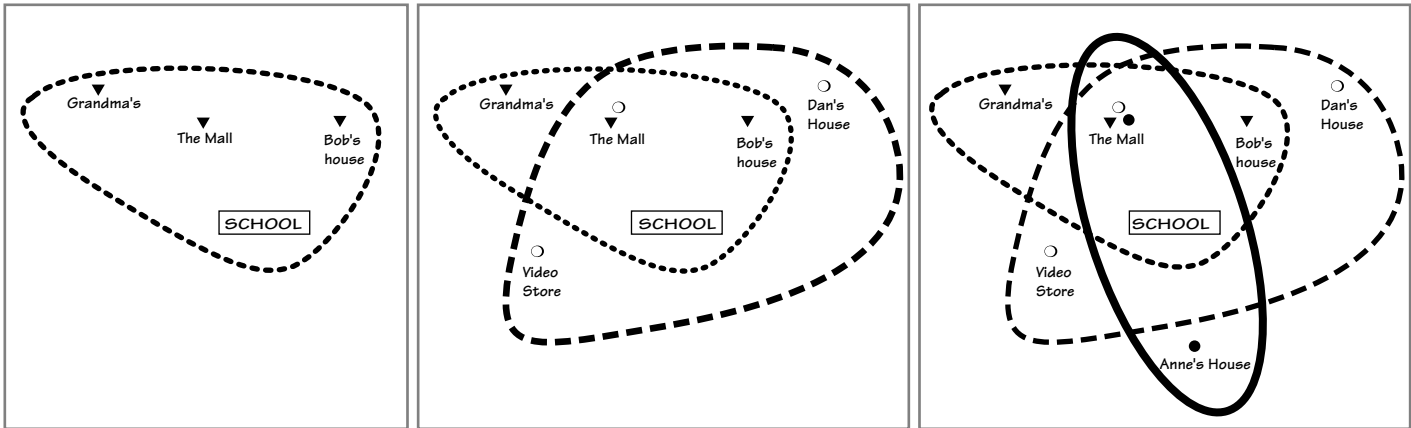 Grandma's
The Mall
Bob's
house
SCHOOL
Grandma's
The Mall
Bob's
house
Dan's
House
SCHOOL
Video
Store
Grandma's
The Mall
Bob's
house
Dan's
House
SCHOOL
Video
Store
Anne's House